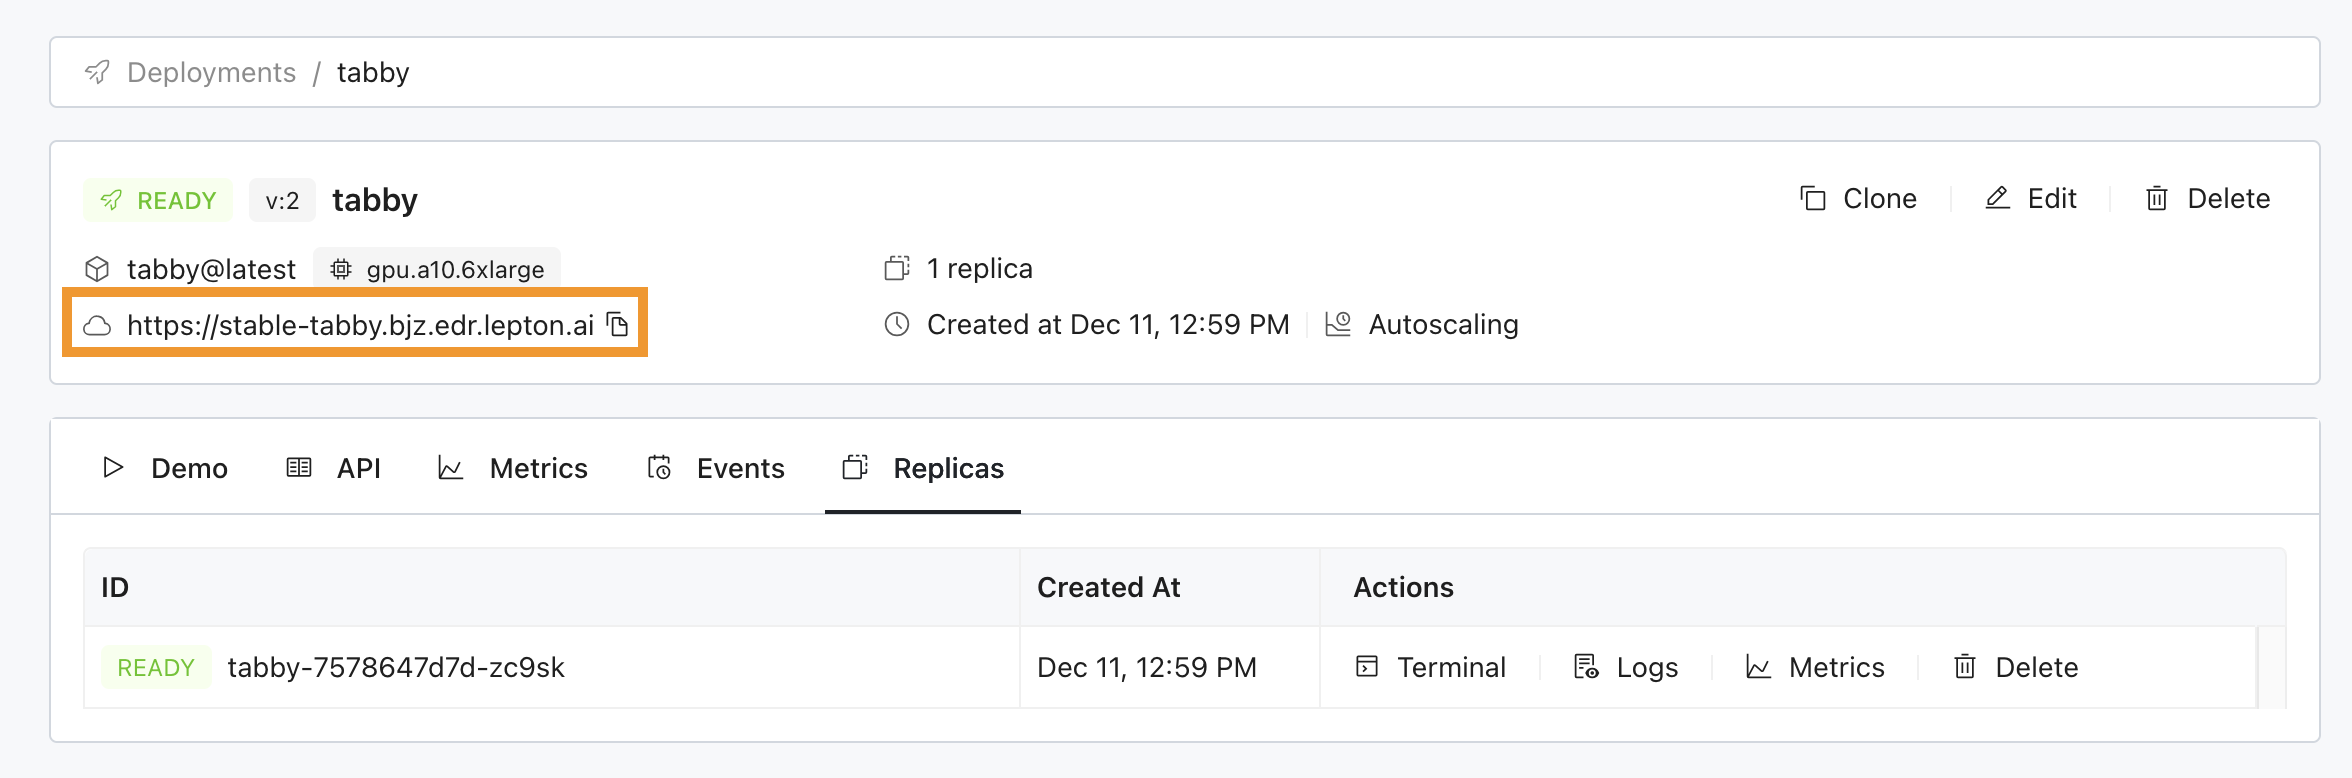 Deployments / tabby
READY v:2 tabby
Clone Edit Delete
tabby@latest gpu.a10.6xlarge
1 replica
https://stable-tabby.bjz.edr.lepton.ai
Created at Dec 11, 12:59 PM Autoscaling
Demo API Metrics Events Replicas
ID Created At Actions
READY tabby-7578647d7d-zc9sk Dec 11, 12:59 PM Terminal Logs Metrics Delete